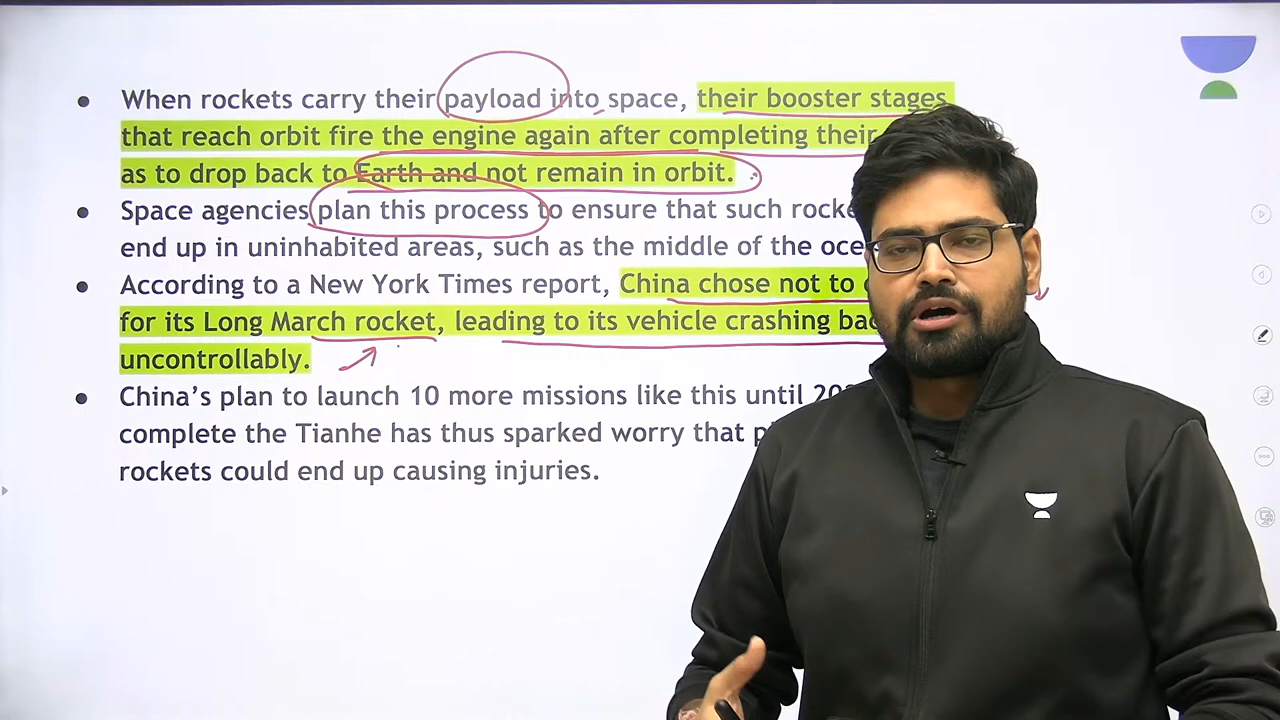 ● When rockets carry their payload into space, their booster stages
that reach orbit fire the engine again after completing their
as to drop back to Earth and not remain in orbit.
● Space agencies plan this process to ensure that such
end up in uninhabited areas, such as the middle of the
● According to a New York Times report, China chose not to
for its Long March rocket, leading to its vehicle crashing
uncontrollably.
● China's plan to launch 10 more missions like this until
complete the Tianhe has thus sparked worry that
rockets could end up causing injuries.